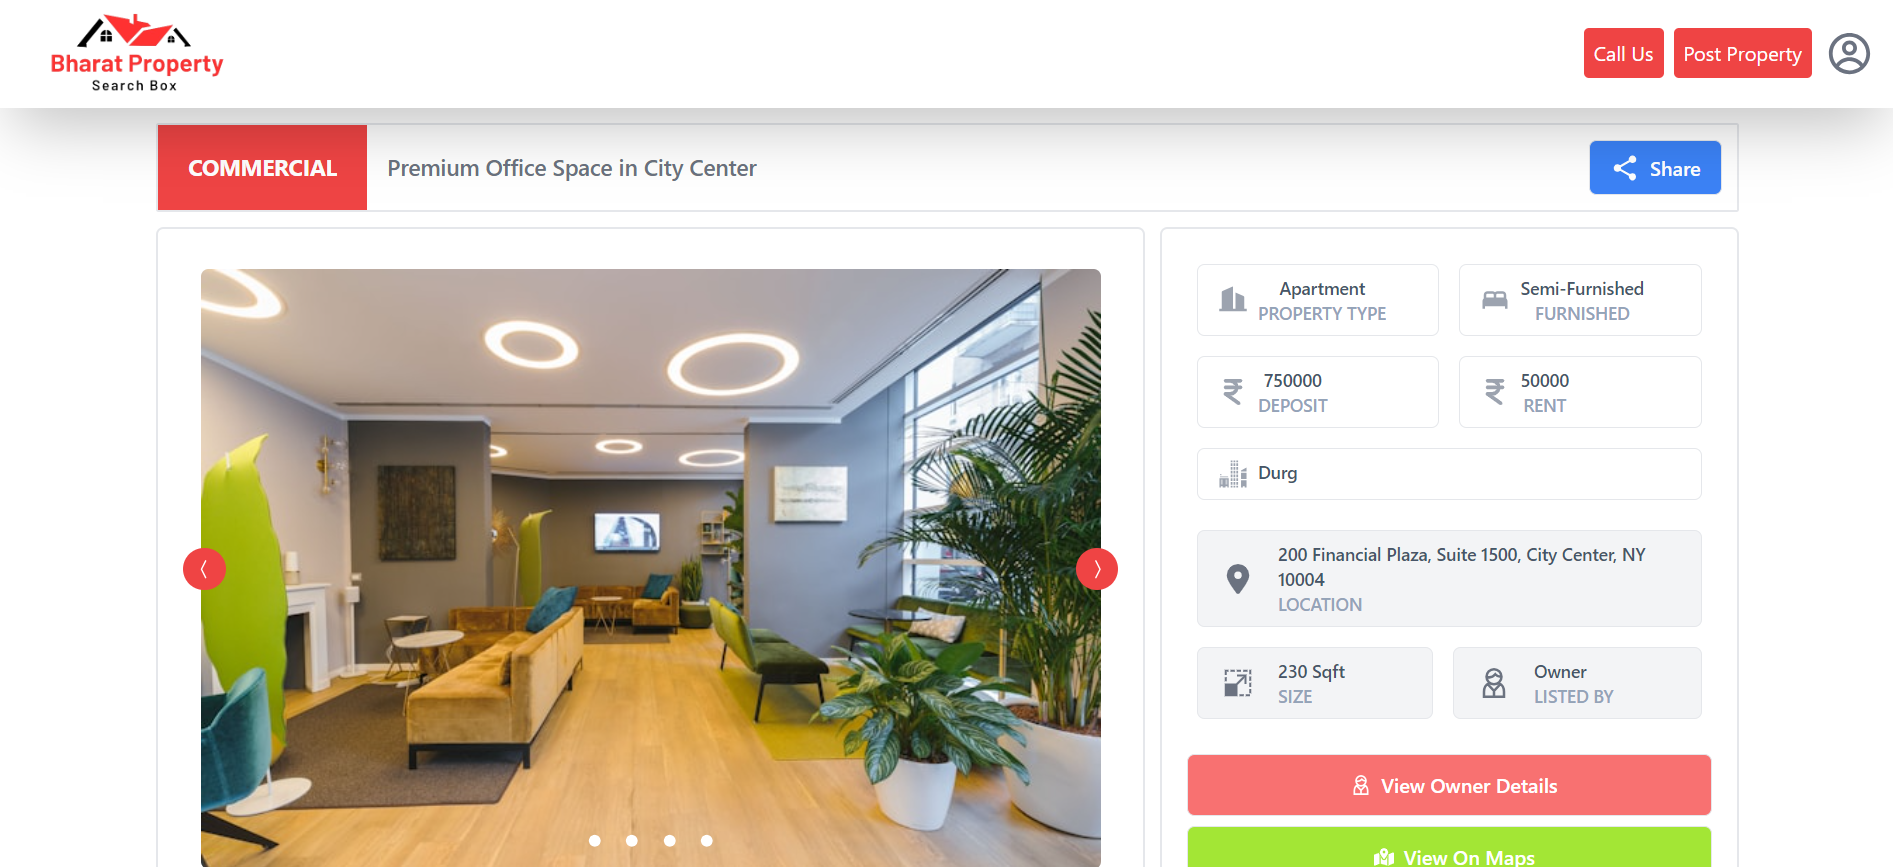 Bharat Property
Search Box
Call Us
Post Property
COMMERCIAL
Premium Office Space in City Center
Share
Apartment
PROPERTY TYPE
Semi-Furnished
FURNISHED
₹ 750000
DEPOSIT
₹ 50000
RENT
Durg
200 Financial Plaza, Suite 1500, City Center, NY
10004
LOCATION
230 Sqft
SIZE
Owner
LISTED BY
View Owner Details
View On Maps